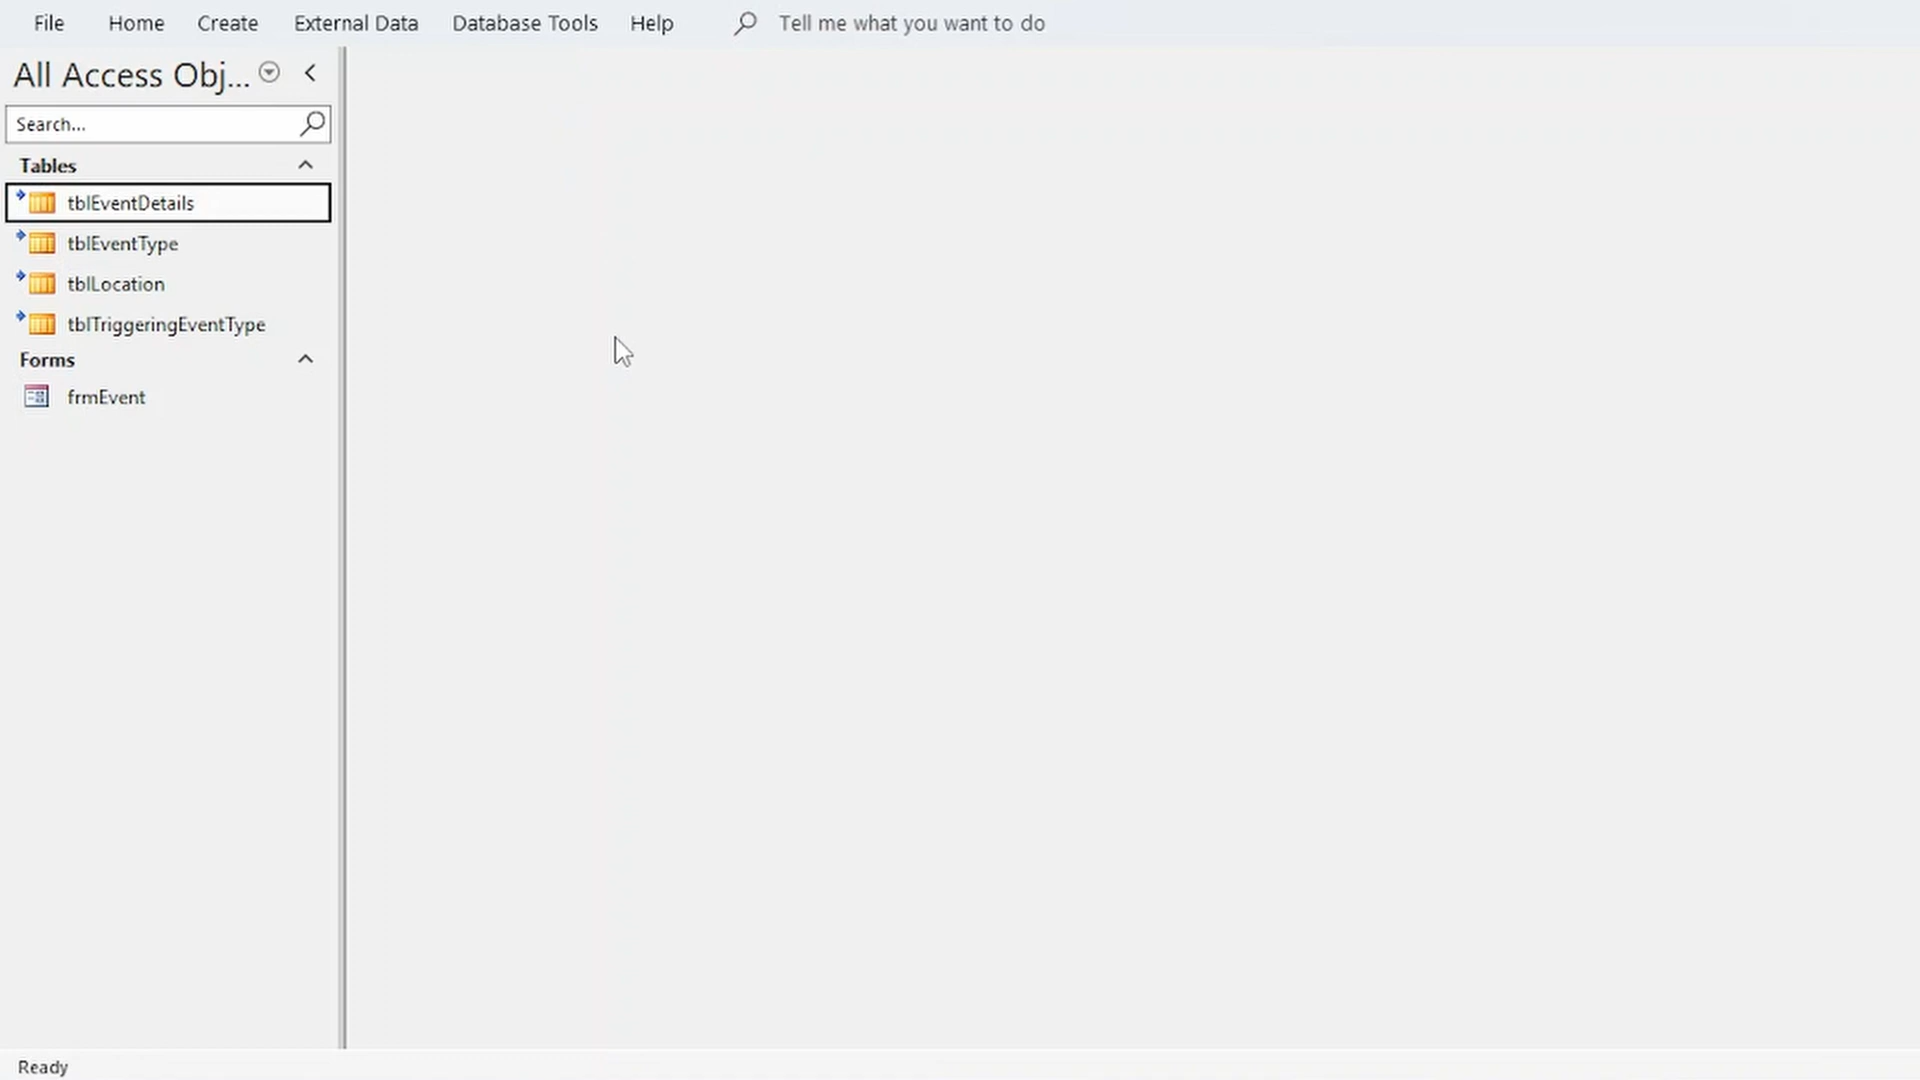 File Home Create External Data Database Tools Help Tell me what you want to do
All Access Obj...
Search...
Tables
tblEventDetails
tblEventType
tblLocation
tblTriggeringEventType
Forms
frmEvent
Ready